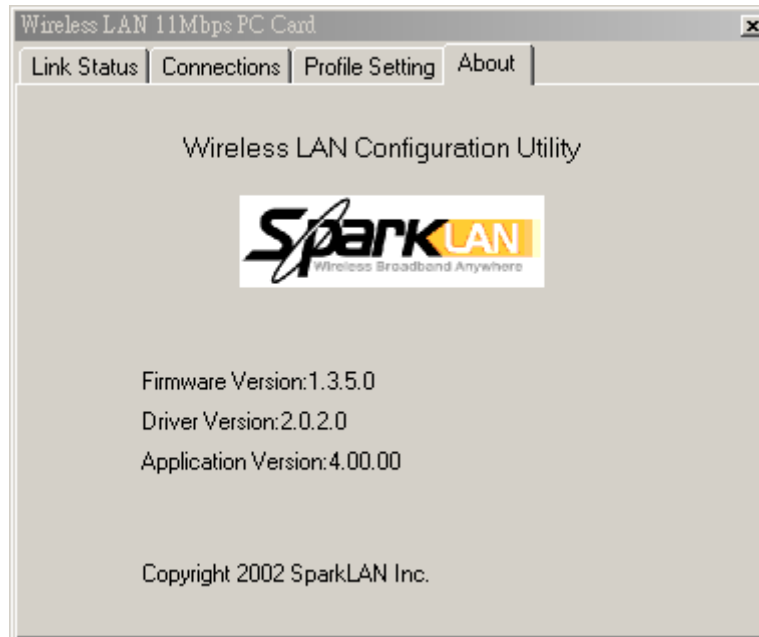 Wireless LAN 11Mbps PC Card
Link Status Connections Profile Setting About
Wireless LAN Configuration Utility
SparkLAN
Wireless Broadband Anywhere
Firmware Version:1.3.5.0
Driver Version:2.0.2.0
Application Version:4.00.00
Copyright 2002 SparkLAN Inc.